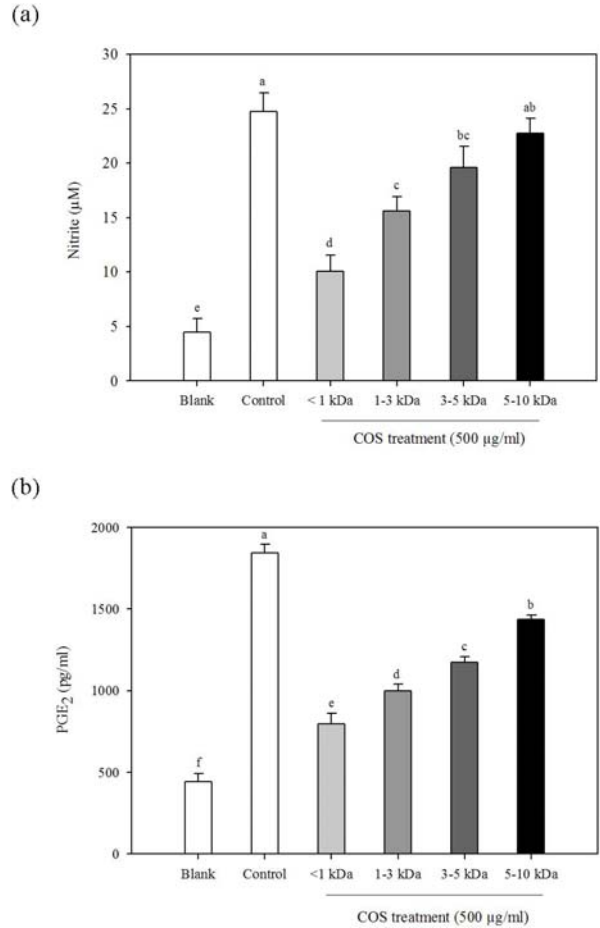 (a)
30
25
20
15
10
5
0
Nitrite (µM)
e
a
d
c
bc
ab
Blank Control < 1 kDa 1-3 kDa 3-5 kDa 5-10 kDa
COS treatment (500 µg/ml)
(b)
2000
1500
1000
500
0
PGE2 (pg/ml)
f
a
e
d
c
b
Blank Control <1 kDa 1-3 kDa 3-5 kDa 5-10 kDa
COS treatment (500 µg/ml)